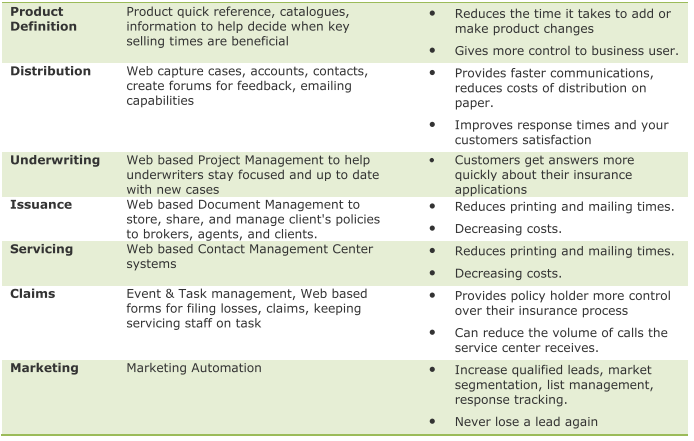 Product Definition
Product quick reference, catalogues,
information to help decide when key
selling times are beneficial
• Reduces the time it takes to add or
make product changes
• Gives more control to business user.
Distribution
Web capture cases, accounts, contacts,
create forums for feedback, emailing
capabilities
• Provides faster communications,
reduces costs of distribution on
paper.
• Improves response times and your
customers satisfaction
Underwriting
Web based Project Management to help
underwriters stay focused and up to date
with new cases
• Customers get answers more
quickly about their insurance
applications
Issuance
Web based Document Management to
store, share, and manage client's policies
to brokers, agents, and clients.
• Reduces printing and mailing times.
• Decreasing costs.
Servicing
Web based Contact Management Center
systems
• Reduces printing and mailing times.
• Decreasing costs.
Claims
Event & Task management, Web based
forms for filing losses, claims, keeping
servicing staff on task
• Provides policy holder more control
over their insurance process
• Can reduce the volume of calls the
service center receives.
Marketing
Marketing Automation
• Increase qualified leads, market
segmentation, list management,
response tracking.
• Never lose a lead again